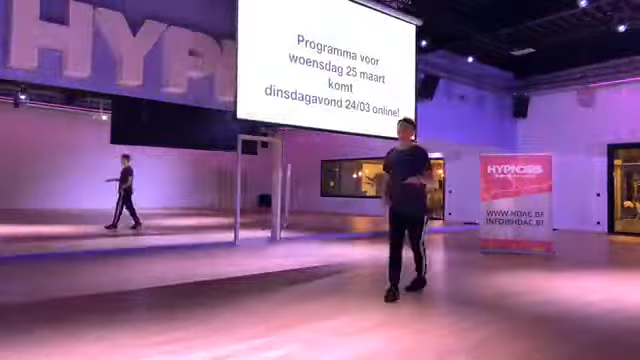 HYPN
Programma voor
woensdag 25 maart
komt
dinsdagavond 24/03 online!
HYPNOSIS
WWW.HDAC.BE
INFO@HDAC.BE